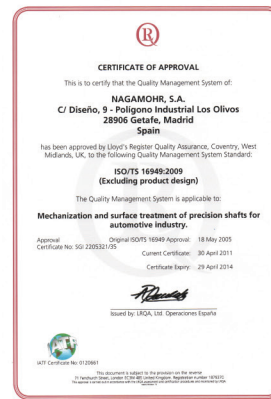 CERTIFICATE OF APPROVAL
This is to certify that the Quality Management System of:
NAGAMOHR, S.A.
C/ Diseño, 9 - Polígono Industrial Los Olivos
28906 Getafe, Madrid
Spain
has been approved by Lloyd's Register Quality Assurance, Coventry, West
Midlands, UK, to the following Quality Management System Standard:
ISO/TS 16949:2009
(Excluding product design)
The Quality Management System is applicable to:
Mechanization and surface treatment of precision shafts for
automotive industry.
Approval
Certificate No: SGI 2205321/35
Original ISO/TS 16949 Approval: 18 May 2005
Current Certificate: 30 April 2011
Certificate Expiry: 29 April 2014
Issued by: LRQA, Ltd. Operaciones España
IATF Certificate No: 0120661
This document is subject to the provision on the reverse